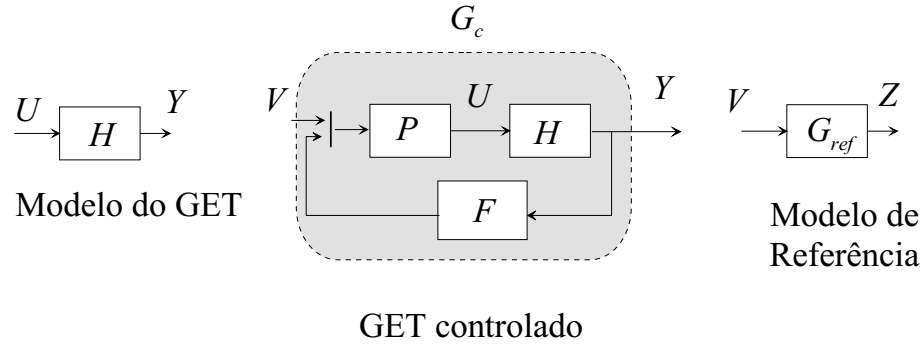 G_c
U
H
Y
Modelo do GET
V
P
U
H
Y
F
V
G_ref
Z
Modelo de
Referência
GET controlado